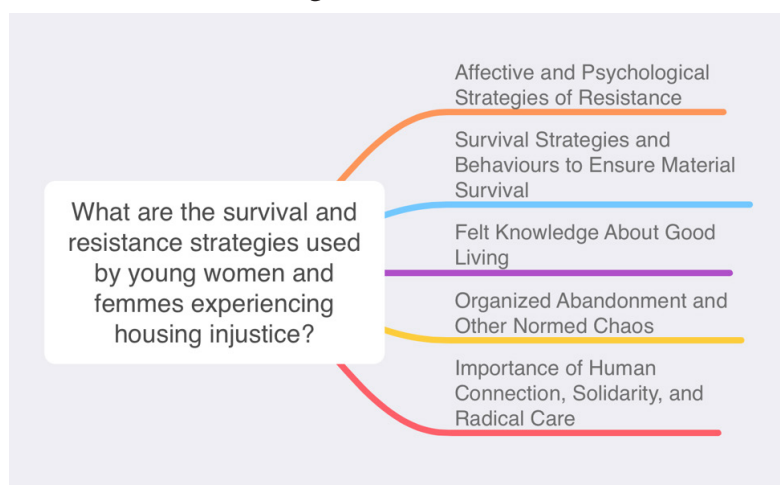 What are the survival and
resistance strategies used
by young women and
femmes experiencing
housing injustice?
Affective and Psychological
Strategies of Resistance
Survival Strategies and
Behaviours to Ensure Material
Survival
Felt Knowledge About Good
Living
Organized Abandonment and
Other Normed Chaos
Importance of Human
Connection, Solidarity, and
Radical Care